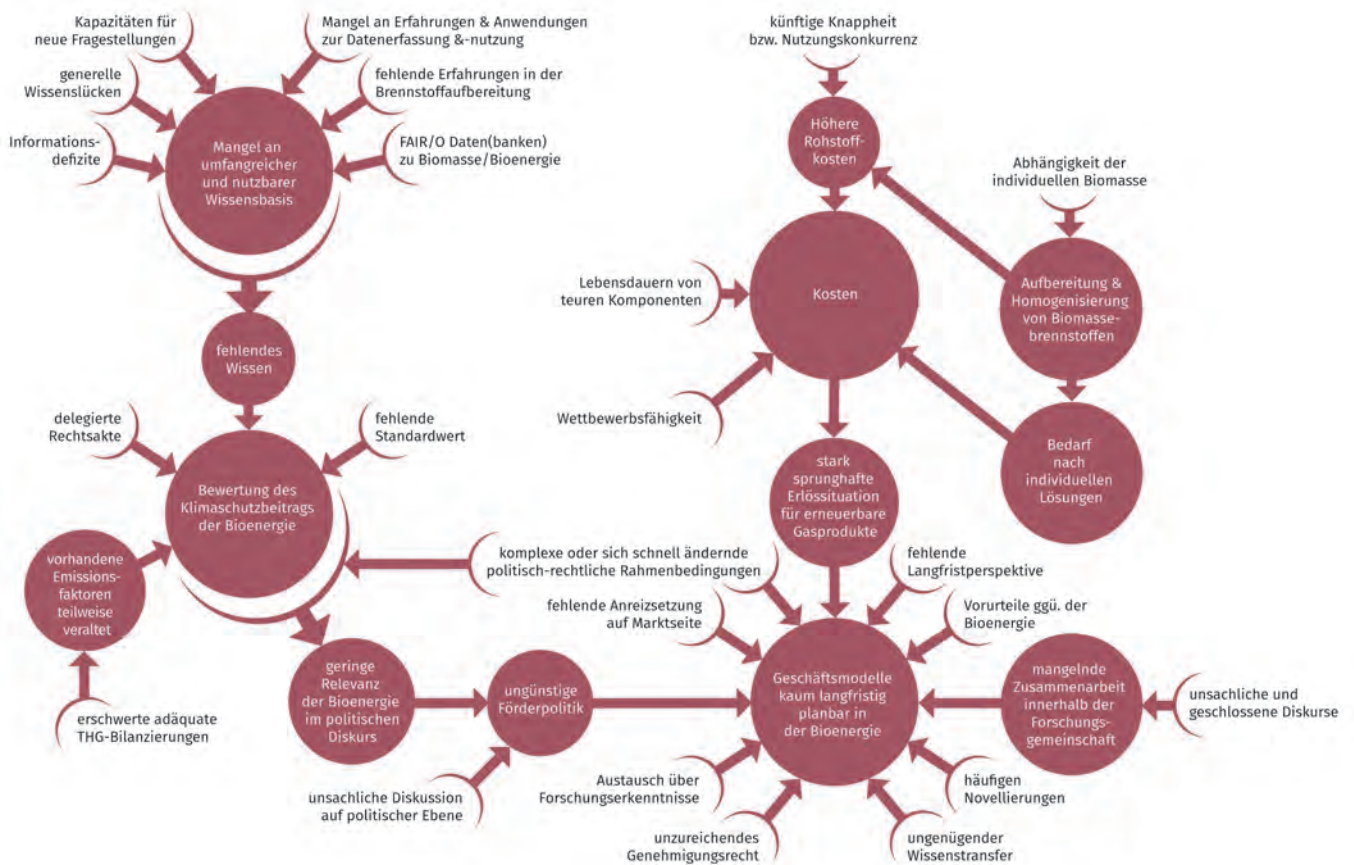 Kapazitäten für
neue Fragestellungen
Mangel an Erfahrungen & Anwendungen
zur Datenerfassung &-nutzung
generelle
Wissenslücken
fehlende Erfahrungen in der
Brennstoffaufbereitung
Informations-
defizite
FAIR/O Daten(banken)
zu Biomasse/Bioenergie
Mangel an
umfangreicher
und nutzbarer
Wissensbasis
fehlendes
Wissen
delegierte
Rechtsakte
fehlende
Standardwert
Bewertung des
Klimaschutzbeitrags
der Bioenergie
vorhandene
Emissions-
faktoren
teilweise
veraltet
erschwerte adäquate
THG-Bilanzierungen
geringe
Relevanz
der Bioenergie
im politischen
Diskurs
ungünstige
Förderpolitik
unsachliche Diskussion
auf politischer Ebene
künftige Knappheit
bzw. Nutzungskonkurrenz
Höhere
Rohstoff-
kosten
Abhängigkeit der
individuellen Biomasse
Lebensdauern von
teuren Komponenten
Kosten
Aufbereitung &
Homogenisierung
von Biomasse-
brennstoffen
Wettbewerbsfähigkeit
Bedarf
nach
individuellen
Lösungen
stark
sprunghafte
Erlössituation
für erneuerbare
Gasprodukte
komplexe oder sich schnell ändernde
politisch-rechtliche Rahmenbedingungen
fehlende
Langfristperspektive
fehlende Anreizsetzung
auf Marktseite
Vorurteile ggü. der
Bioenergie
Geschäftsmodelle
kaum langfristig
planbar in
der Bioenergie
mangelnde
Zusammenarbeit
innerhalb der
Forschungs-
gemeinschaft
unsachliche und
geschlossene Diskurse
Austausch über
Forschungserkenntnisse
häufigen
Novellierungen
unzureichendes
Genehmigungsrecht
ungenügender
Wissenstransfer